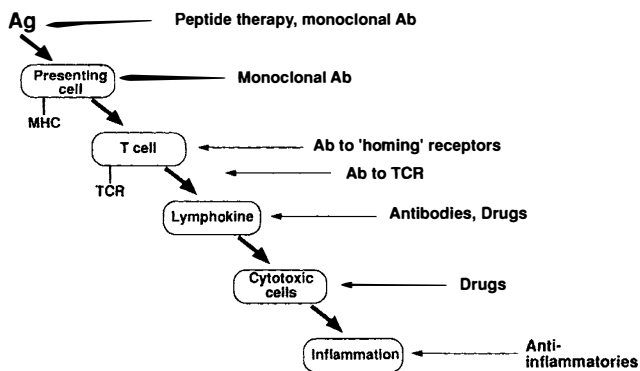 Ag
Peptide therapy, monoclonal Ab
Presenting
cell
Monoclonal Ab
MHC
T cell
Ab to 'homing' receptors
Ab to TCR
TCR
Lymphokine
Antibodies, Drugs
Cytotoxic
cells
Drugs
Inflammation
Anti-
inflammatories